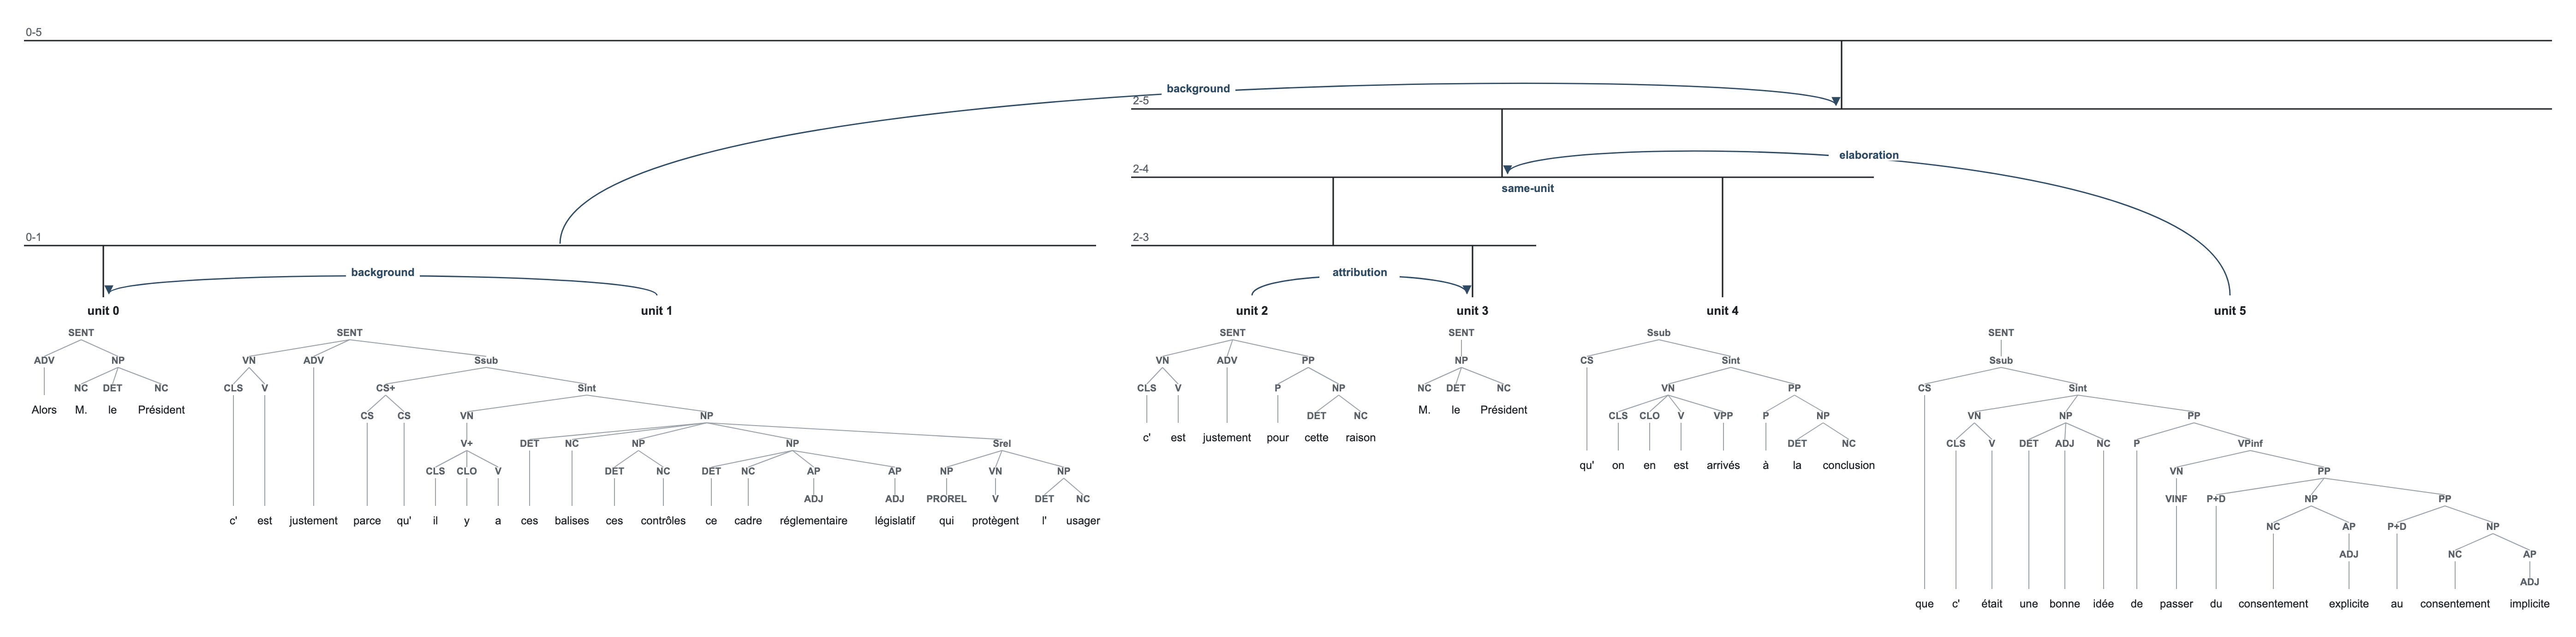 0-5
background
2-5
elaboration
2-4
same-unit
0-1
2-3
background
attribution
unit 0 unit 1 unit 2 unit 3 unit 4 unit 5
SENT SENT SENT SENT Ssub SENT
ADV NP VN ADV Ssub VN ADV PP NP CS Sint Ssub
NC DET NC CLS V CS+ Sint CLS V P NP NC DET NC VN PP CS Sint
Alors M. le Président CS CS VN NP DET NC M. le Président CLS CLO V VPP P NP VN NP PP
c' est justement pour cette raison
V+ DET NC NP NP Srel DET NC CLS V DET ADJ NC P VPinf
qu' on en est arrivés à la conclusion
CLS CLO V DET NC DET NC AP AP NP VN NP VN PP
ADJ ADJ PROREL V DET NC VINF P+D NP PP
c' est justement parce qu' il y a ces balises ces contrôles ce cadre réglementaire législatif qui protègent l' usager
NC AP P+D NP
ADJ NC AP
ADJ
que c' était une bonne idée de passer du consentement explicite au consentement implicite